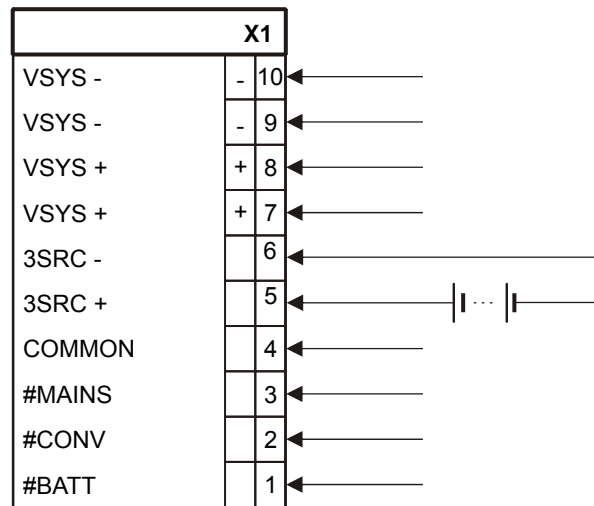 X1
VSYS - - 10
VSYS - - 9
VSYS + + 8
VSYS + + 7
3SRC - 6
3SRC + 5
COMMON 4
#MAINS 3
#CONV 2
#BATT 1